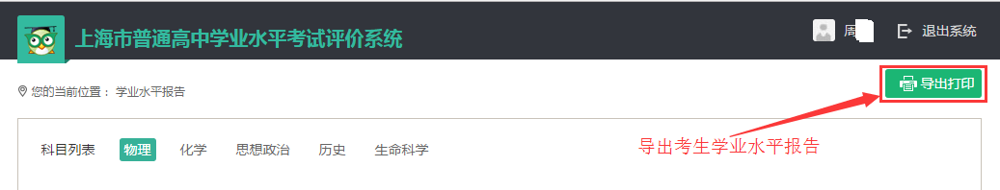 上海市普通高中学业水平考试评价系统
周
退出系统
您的当前位置： 学业水平报告
导出打印
科目列表 物理 化学 思想政治 历史 生命科学
导出考生学业水平报告